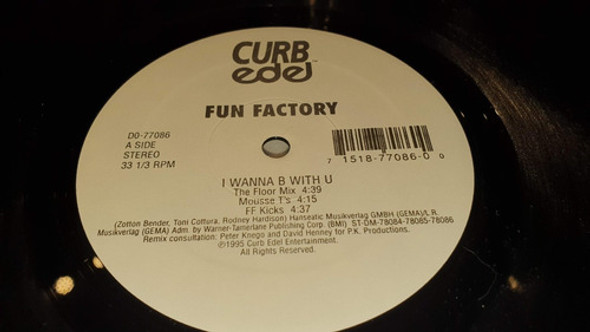 CURB
edel™
FUN FACTORY
D0-77086
A SIDE
STEREO
33 1/3 RPM
7 1518-77086-0 0
I WANNA B WITH U
The Floor Mix 4:39
Mousse T's 4:15
FF Kicks 4:37
(Zotton Bender, Toni Cottura, Rodney Hardison) Hanseatic Musikverlag GMBH (GEMA)/L.R.
Musikverlag (GEMA) Adm. by Warner-Tamerlane Publishing Corp. (BMI) ST-DM-78084-78085-78086
Remix consultation: Peter Knego and David Henney for P.K. Productions.
℗1995 Curb Edel Entertainment.
All Rights Reserved.